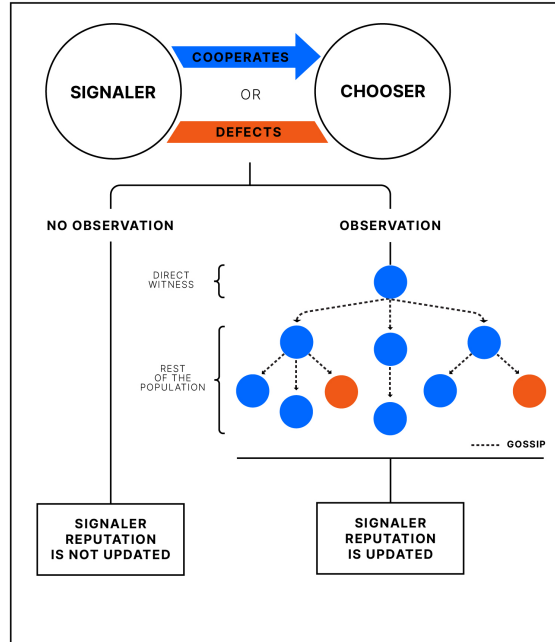 COOPERATES
SIGNALER
OR
CHOOSER
DEFECTS
NO OBSERVATION
OBSERVATION
DIRECT
WITNESS
REST
OF THE
POPULATION
GOSSIP
SIGNALER
REPUTATION
IS NOT UPDATED
SIGNALER
REPUTATION
IS UPDATED